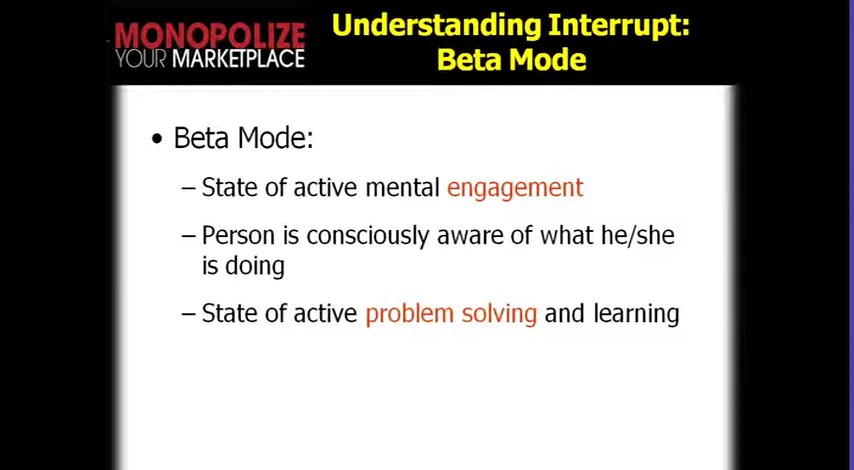 MONOPOLIZE
YOUR MARKETPLACE
Understanding Interrupt:
Beta Mode
• Beta Mode:
– State of active mental engagement
– Person is consciously aware of what he/she
is doing
– State of active problem solving and learning